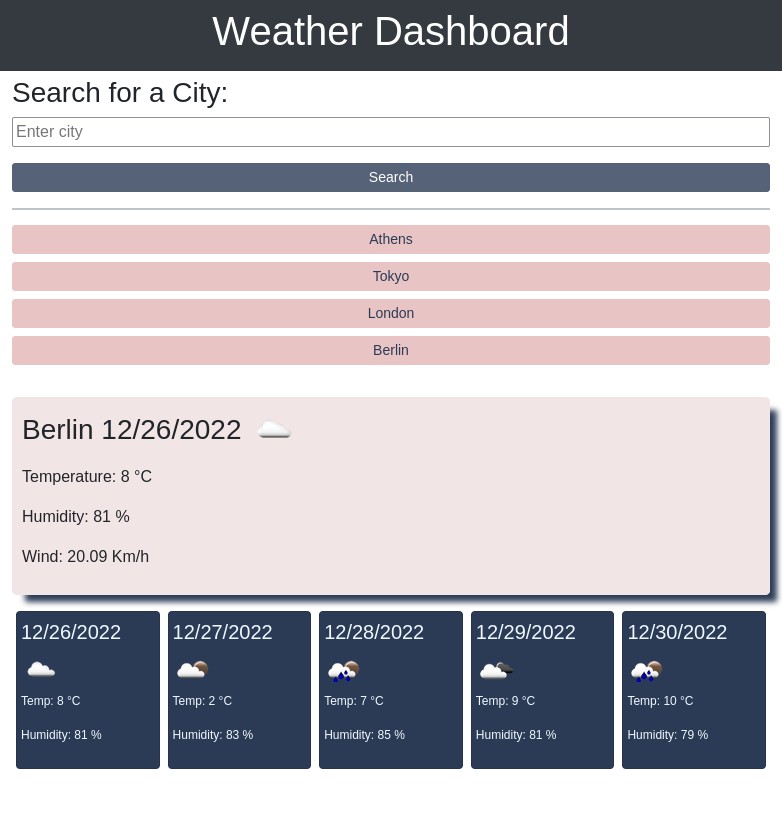 Weather Dashboard
Search for a City:
Enter city
Search
Athens
Tokyo
London
Berlin
Berlin 12/26/2022
Temperature: 8 °C
Humidity: 81 %
Wind: 20.09 Km/h
12/26/2022
Temp: 8 °C
Humidity: 81 %
12/27/2022
Temp: 2 °C
Humidity: 83 %
12/28/2022
Temp: 7 °C
Humidity: 85 %
12/29/2022
Temp: 9 °C
Humidity: 81 %
12/30/2022
Temp: 10 °C
Humidity: 79 %